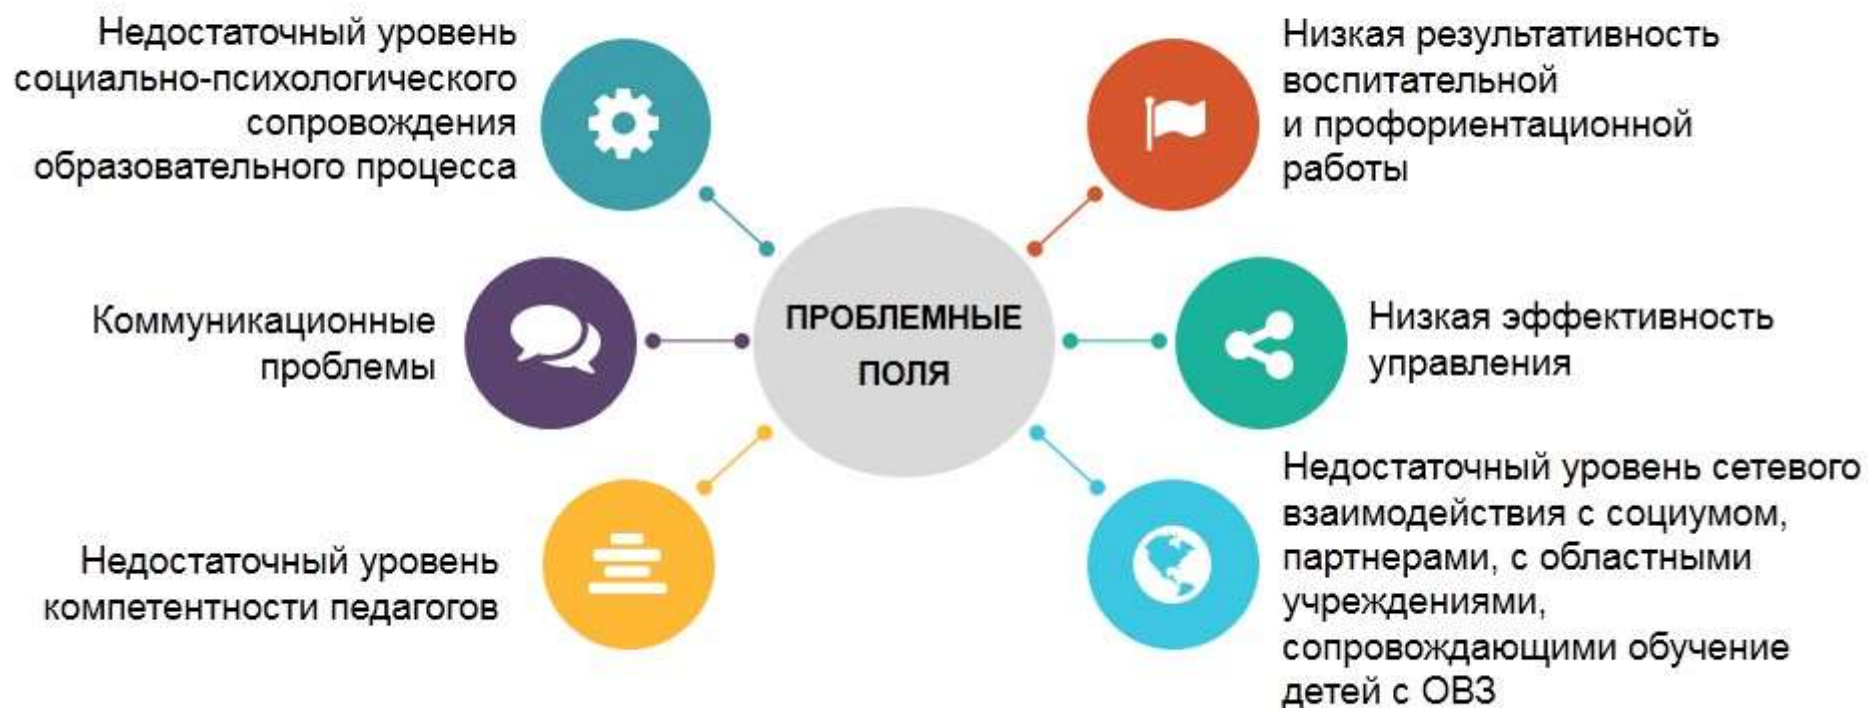 Недостаточный уровень
социально-психологического
сопровождения
образовательного процесса
Коммуникационные
проблемы
Недостаточный уровень
компетентности педагогов
ПРОБЛЕМНЫЕ
ПОЛЯ
Низкая результативность
воспитательной
и профориентационной
работы
Низкая эффективность
управления
Недостаточный уровень сетевого
взаимодействия с социумом,
партнерами, с областными
учреждениями,
сопровождающими обучение
детей с ОВЗ